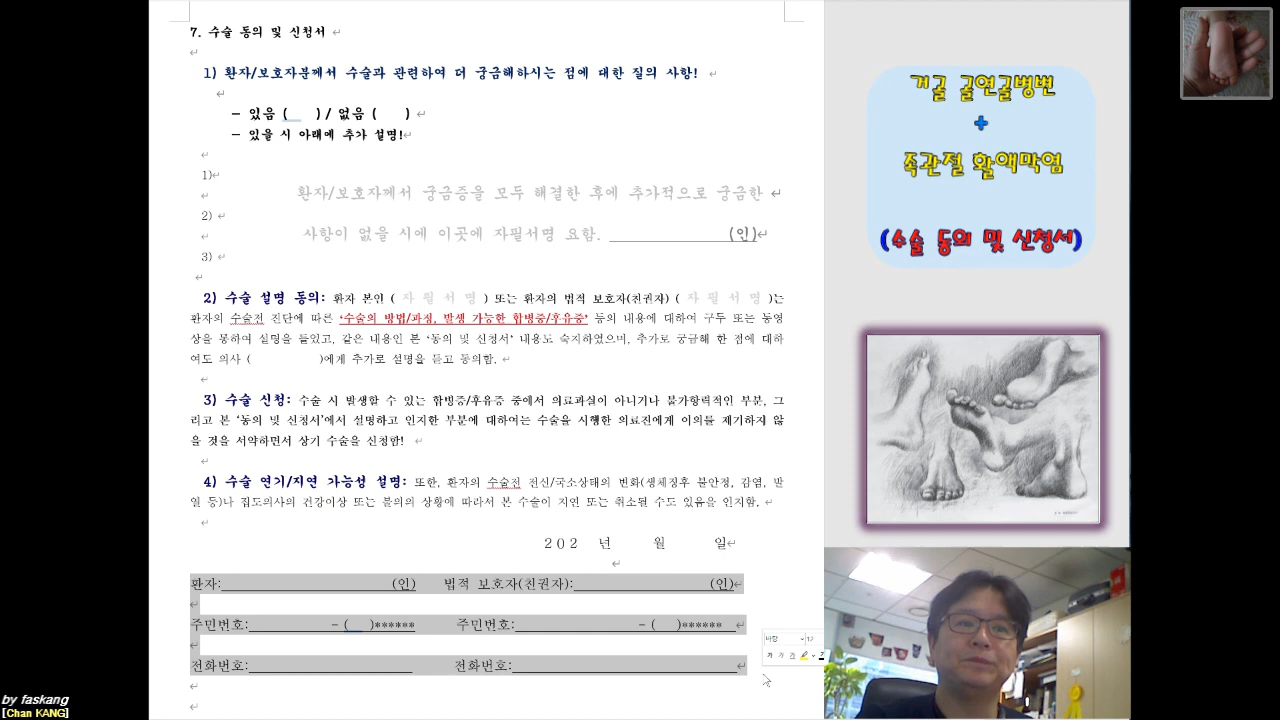 7. 수술 동의 및 신청서
1) 환자/보호자분께서 수술과 관련하여 더 궁금해하시는 점에 대한 질의 사항!
- 있음 (    ) / 없음 (    )
- 있을 시 아래에 추가 설명!
1)
환자/보호자께서 궁금증을 모두 해결한 후에 추가적으로 궁금한
2)
사항이 없을 시에 이곳에 자필서명 요함. ____________(인)
3)
2) 수술 설명 동의: 환자 본인 ( 자 필 서 명 ) 또는 환자의 법적 보호자(친권자) ( 자 필 서 명 )는
환자의 수술전 진단에 따른 '수술의 방법/과정, 발생 가능한 합병증/후유증' 등의 내용에 대하여 구두 또는 동영
상을 통하여 설명을 들었고, 같은 내용인 본 '동의 및 신청서' 내용도 숙지하였으며, 추가로 궁금해 한 점에 대하
여도 의사 (          )에게 추가로 설명을 듣고 동의함.
3) 수술 신청: 수술 시 발생할 수 있는 합병증/후유증 중에서 의료과실이 아니거나 불가항력적인 부분, 그
리고 본 '동의 및 신청서'에서 설명하고 인지한 부분에 대하여는 수술을 시행한 의료진에게 이의를 제기하지 않
을 것을 서약하면서 상기 수술을 신청함!
4) 수술 연기/지연 가능성 설명: 또한, 환자의 수술전 전신/국소상태의 변화(생체징후 불안정, 감염, 발
열 등)나 집도의사의 건강이상 또는 불의의 상황에 따라서 본 수술이 지연 또는 취소될 수도 있음을 인지함.
202   년      월      일
환자:____________(인)    법적 보호자(친권자):____________(인)
주민번호:__________ - (    )******    주민번호:__________ - (    )******
전화번호:____________    전화번호:____________
바탕 12
가 가 가 가
거골 골연골병변
+
족관절 활액막염
(수술 동의 및 신청서)
by faskang
[Chan KANG]